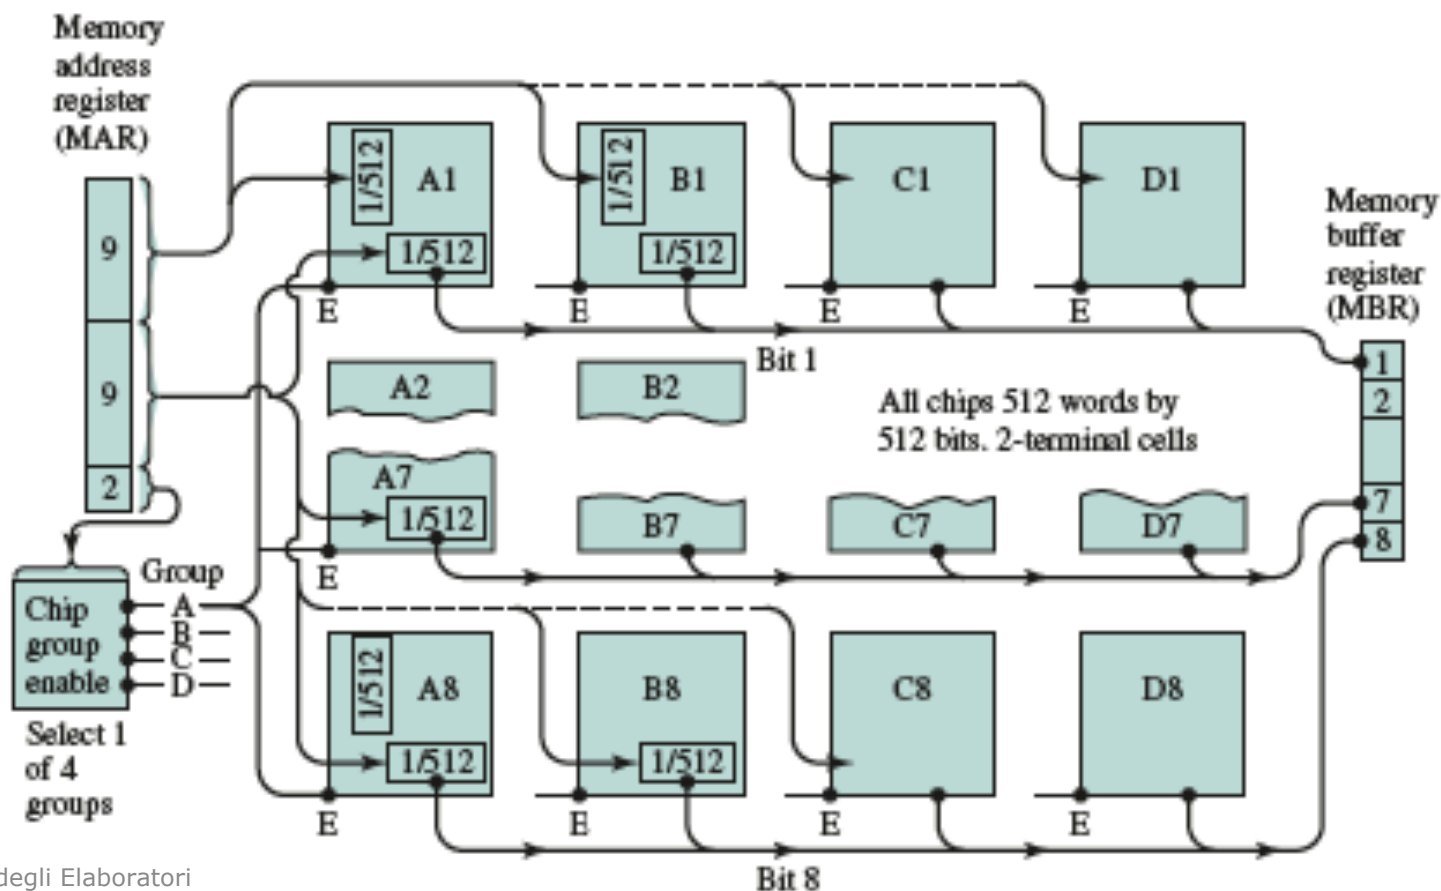 Memory
address
register
(MAR)
9
9
2
1/512
A1
1/512
E
1/512
B1
1/512
E
C1
E
D1
E
Memory
buffer
register
(MBR)
1
2
7
8
Bit 1
A2
B2
All chips 512 words by
512 bits. 2-terminal cells
A7
1/512
E
B7
C7
D7
Group
A
B
C
D
Chip
group
enable
Select 1
of 4
groups
1/512
A8
1/512
E
B8
1/512
E
C8
E
D8
E
Bit 8
degli Elaboratori